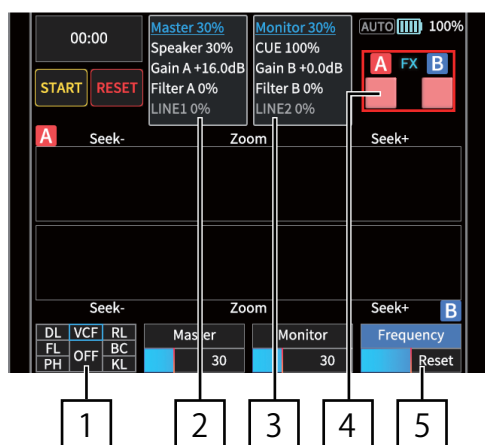 00:00
START RESET
Master 30%
Speaker 30%
Gain A +16.0dB
Filter A 0%
LINE1 0%
Monitor 30%
CUE 100%
Gain B +0.0dB
Filter B 0%
LINE2 0%
AUTO 100%
A FX B
A Seek- Zoom Seek+
Seek- Zoom Seek+ B
DL VCF RL
FL OFF BC
PH KL
Master
30
Monitor
30
Frequency
Reset
1 2 3 4 5